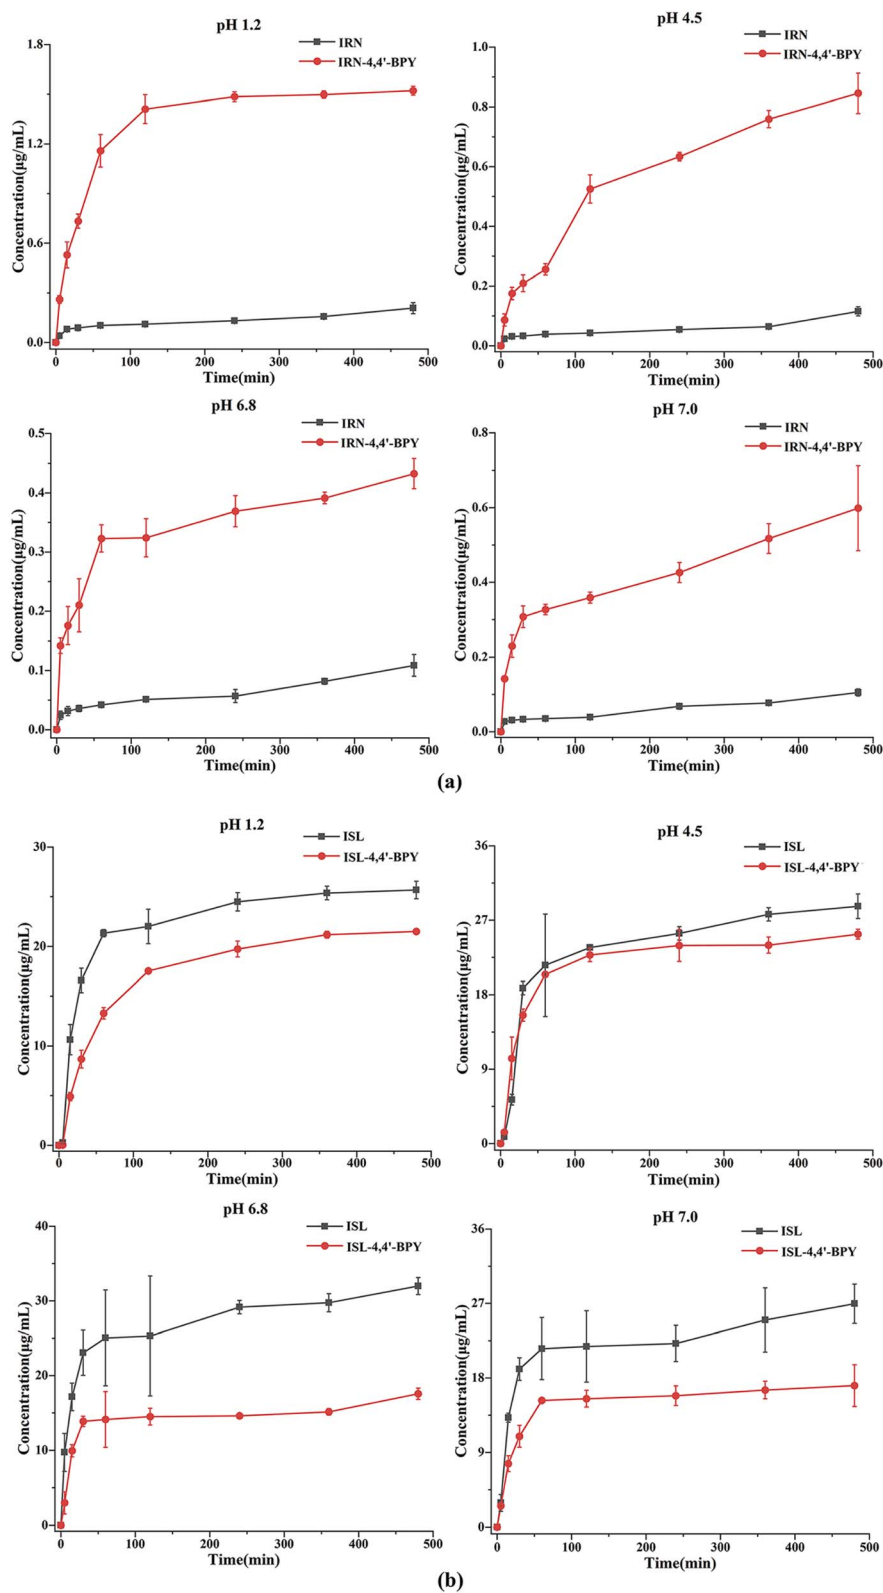 pH 1.2
IRN
IRN-4,4'-BPY
Concentration(μg/mL)
1.8
1.2
0.6
0.0
0 100 200 300 400 500
Time(min)
pH 4.5
IRN
IRN-4,4'-BPY
Concentration(μg/mL)
1.0
0.8
0.6
0.4
0.2
0.0
0 100 200 300 400 500
Time(min)
pH 6.8
IRN
IRN-4,4'-BPY
Concentration(μg/mL)
0.5
0.4
0.3
0.2
0.1
0.0
0 100 200 300 400 500
Time(min)
pH 7.0
IRN
IRN-4,4'-BPY
Concentration(μg/mL)
0.8
0.6
0.4
0.2
0.0
0 100 200 300 400 500
Time(min)
(a)
pH 1.2
ISL
ISL-4,4'-BPY
Concentration(μg/mL)
30
20
10
0
0 100 200 300 400 500
Time(min)
pH 4.5
ISL
ISL-4,4'-BPY
Concentration(μg/mL)
36
27
18
9
0
0 100 200 300 400 500
Time(min)
pH 6.8
ISL
ISL-4,4'-BPY
Concentration(μg/mL)
40
30
20
10
0
0 100 200 300 400 500
Time(min)
pH 7.0
ISL
ISL-4,4'-BPY
Concentration(μg/mL)
36
27
18
9
0
0 100 200 300 400 500
Time(min)
(b)